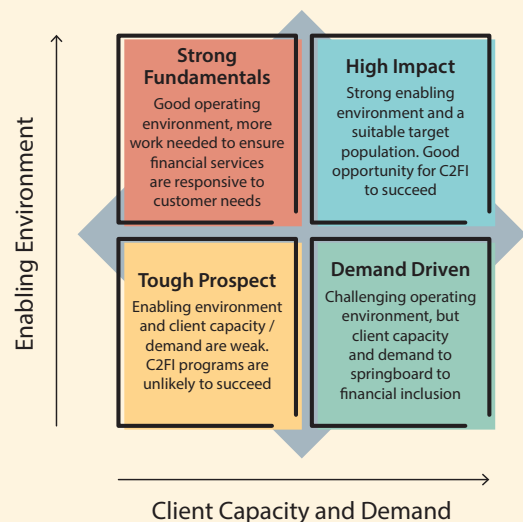 Enabling Environment
Strong
Fundamentals
Good operating
environment, more
work needed to ensure
financial services
are responsive to
customer needs
High Impact
Strong enabling
environment and a
suitable target
population. Good
opportunity for C2FI
to succeed
Tough Prospect
Enabling environment
and client capacity /
demand are weak.
C2FI programs are
unlikely to succeed
Demand Driven
Challenging operating
environment, but
client capacity
and demand to
springboard to
financial inclusion
Client Capacity and Demand